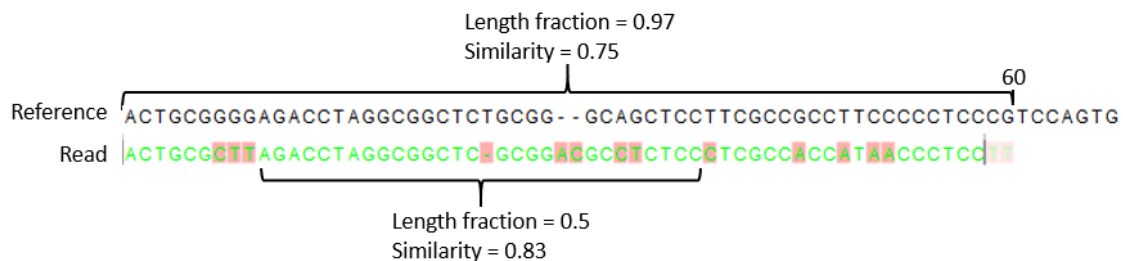 Length fraction = 0.97
Similarity = 0.75
60
Reference ACTGCGGGGAGACCTAGGCGGCTCTGCGG--GCAGCTCCTTCGCCGCCTTCCCCCTCCCGTCCAGTG
Read ACTGCGCTTAGACCTAGGCGGCTC-GCGGACGCCTCTCCCTCGCCACCATAACCCTCCTT
Length fraction = 0.5
Similarity = 0.83